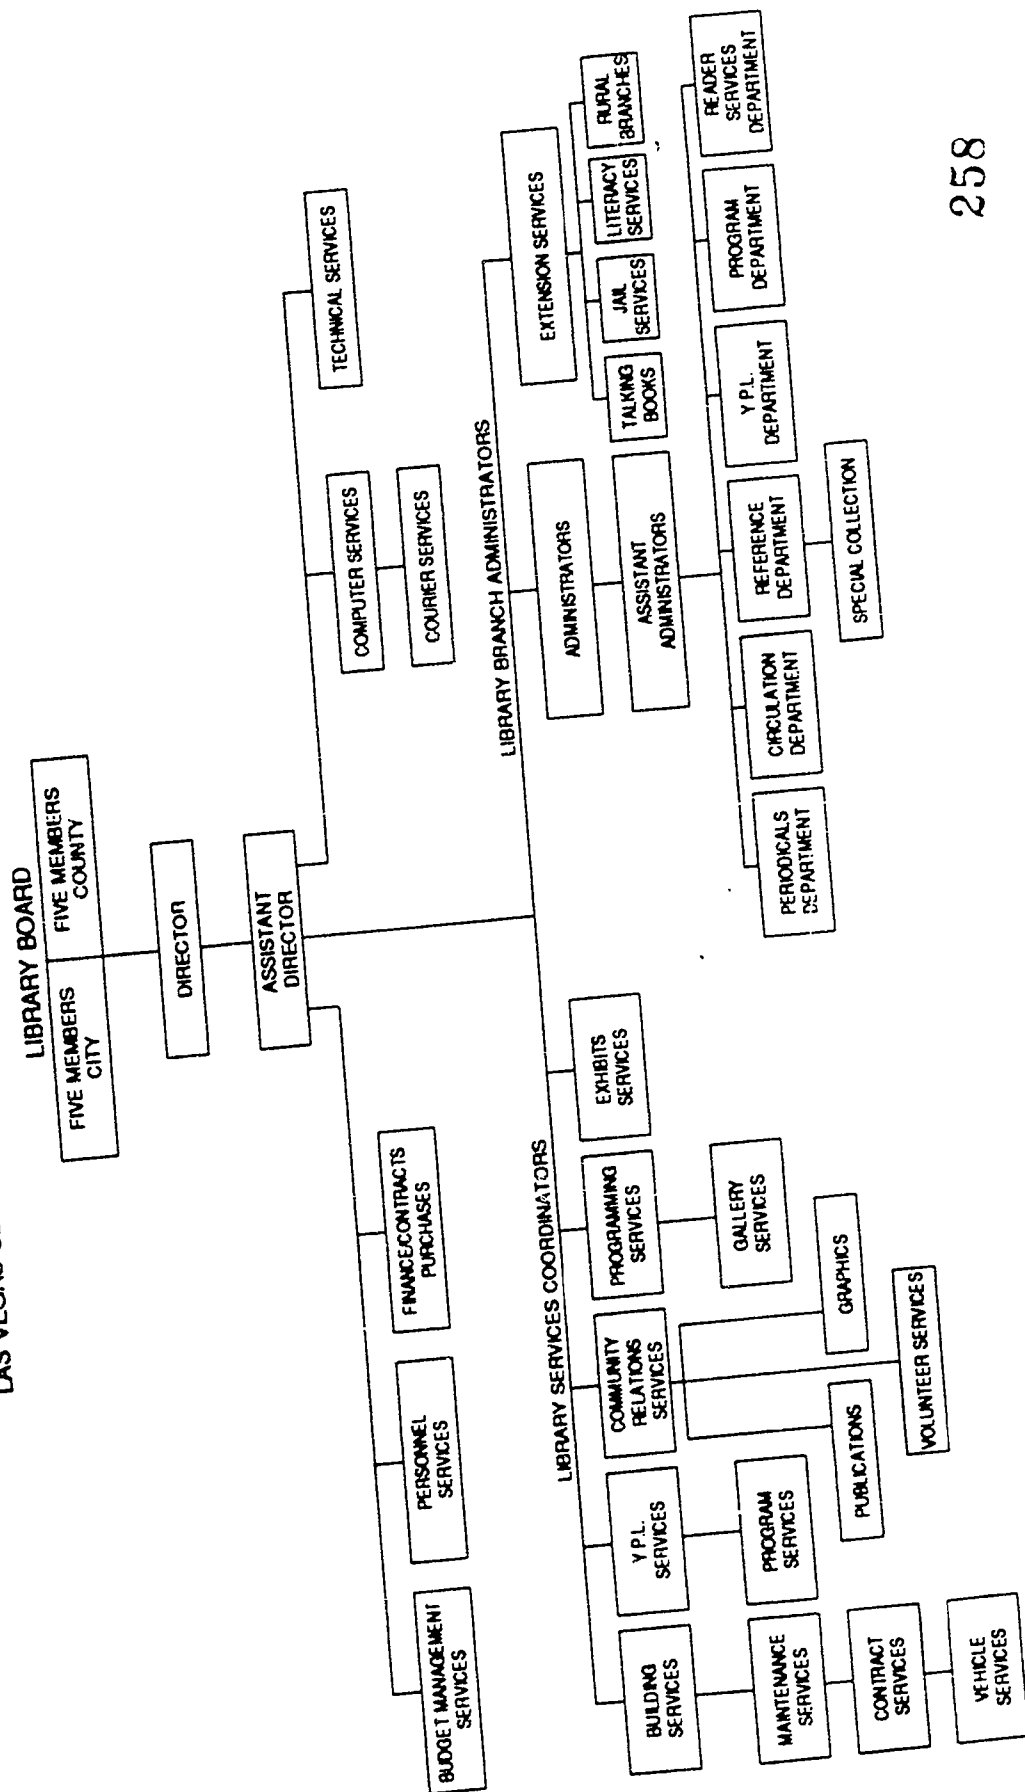 LAS VEGAS
LIBRARY BOARD
FIVE MEMBERS
CITY
FIVE MEMBERS
COUNTY
DIRECTOR
ASSISTANT
DIRECTOR
BUDGET MANAGEMENT
SERVICES
PERSONNEL
SERVICES
FINANCE/CONTRACTS
PURCHASES
COMPUTER SERVICES
COURIER SERVICES
TECHNICAL SERVICES
LIBRARY SERVICES COORDINATORS
BUILDING
SERVICES
MAINTENANCE
SERVICES
CONTRACT
SERVICES
VEHICLE
SERVICES
Y P.L.
SERVICES
PROGRAM
SERVICES
COMMUNITY
RELATIONS
SERVICES
PUBLICATIONS
VOLUNTEER SERVICES
GRAPHICS
PROGRAMMING
SERVICES
GALLERY
SERVICES
EXHIBITS
SERVICES
LIBRARY BRANCH ADMINISTRATORS
ADMINISTRATORS
ASSISTANT
ADMINISTRATORS
EXTENSION SERVICES
TALKING
BOOKS
JAIL
SERVICES
LITERACY
SERVICES
RURAL
BRANCHES
PERIODICALS
DEPARTMENT
CIRCULATION
DEPARTMENT
REFERENCE
DEPARTMENT
SPECIAL COLLECTION
Y P.L.
DEPARTMENT
PROGRAM
DEPARTMENT
READER
SERVICES
DEPARTMENT
258